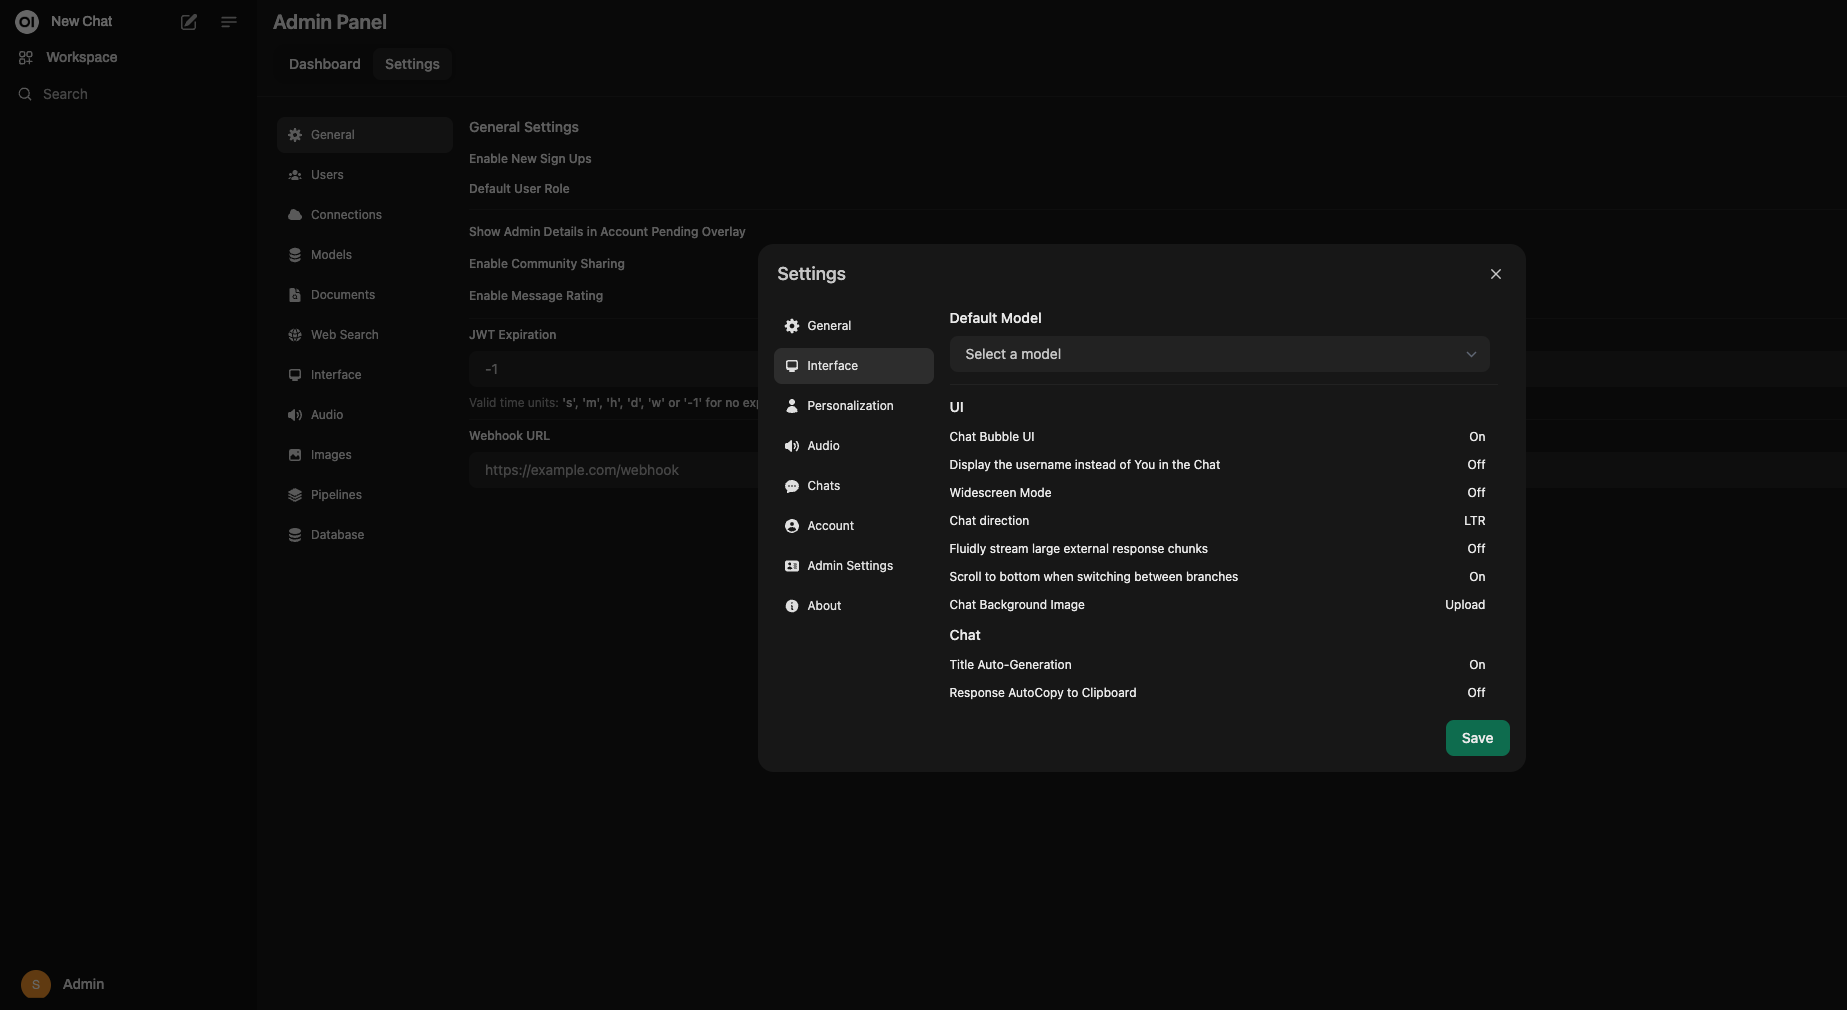 OI New Chat
Workspace
Search
S Admin
Admin Panel
Dashboard Settings
General
Users
Connections
Models
Documents
Web Search
Interface
Audio
Images
Pipelines
Database
General Settings
Enable New Sign Ups
Default User Role
Show Admin Details in Account Pending Overlay
Enable Community Sharing
Enable Message Rating
JWT Expiration
-1
Valid time units: 's', 'm', 'h', 'd', 'w' or '-1' for no
Webhook URL
https://example.com/webhook
Settings
General
Interface
Personalization
Audio
Chats
Account
Admin Settings
About
Default Model
Select a model
UI
Chat Bubble UI On
Display the username instead of You in the Chat Off
Widescreen Mode Off
Chat direction LTR
Fluidly stream large external response chunks Off
Scroll to bottom when switching between branches On
Chat Background Image Upload
Chat
Title Auto-Generation On
Response AutoCopy to Clipboard Off
Save